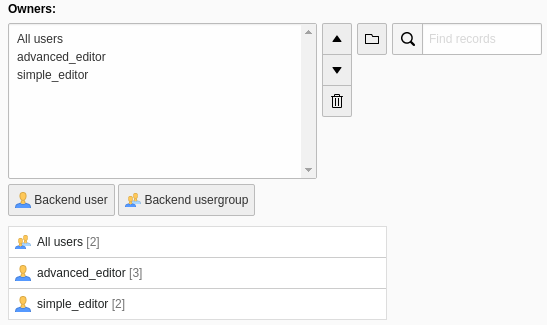 Owners:
All users
advanced_editor
simple_editor
Find records
Backend user
Backend usergroup
All users [2]
advanced_editor [3]
simple_editor [2]